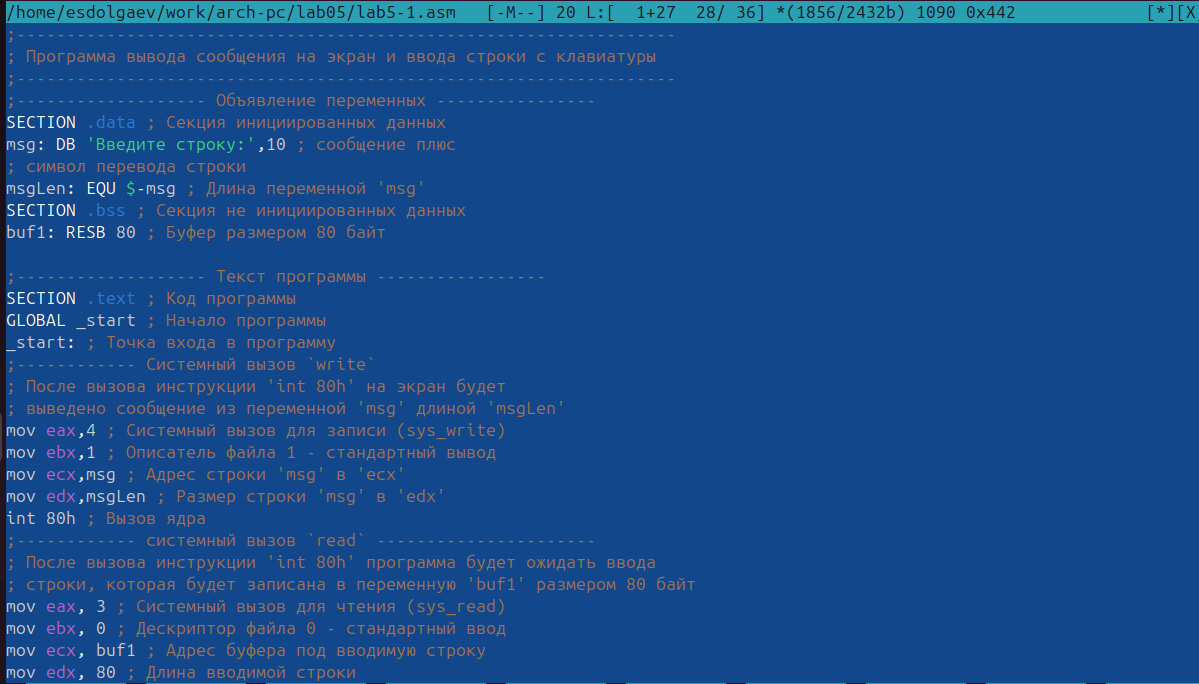 /home/esdolgaev/work/arch-pc/lab05/lab5-1.asm   [-M--] 20 L:[  1+27  28/ 36] *(1856/2432b) 1090 0x442   [*][X
;------------------------------------------------------------------
; Программа вывода сообщения на экран и ввода строки с клавиатуры
;------------------------------------------------------------------
;------------------- Объявление переменных ----------------
SECTION .data ; Секция инициированных данных
msg: DB 'Введите строку:',10 ; сообщение плюс
; символ перевода строки
msgLen: EQU $-msg ; Длина переменной 'msg'
SECTION .bss ; Секция не инициированных данных
buf1: RESB 80 ; Буфер размером 80 байт
;------------------- Текст программы -----------------
SECTION .text ; Код программы
GLOBAL _start ; Начало программы
_start: ; Точка входа в программу
;------------ Системный вызов `write`
; После вызова инструкции 'int 80h' на экран будет
; выведено сообщение из переменной 'msg' длиной 'msgLen'
mov eax,4 ; Системный вызов для записи (sys_write)
mov ebx,1 ; Описатель файла 1 - стандартный вывод
mov ecx,msg ; Адрес строки 'msg' в 'ecx'
mov edx,msgLen ; Размер строки 'msg' в 'edx'
int 80h ; Вызов ядра
;------------ системный вызов `read` ----------------------
; После вызова инструкции 'int 80h' программа будет ожидать ввода
; строки, которая будет записана в переменную 'buf1' размером 80 байт
mov eax, 3 ; Системный вызов для чтения (sys_read)
mov ebx, 0 ; Дескриптор файла 0 - стандартный ввод
mov ecx, buf1 ; Адрес буфера под вводимую строку
mov edx, 80 ; Длина вводимой строки